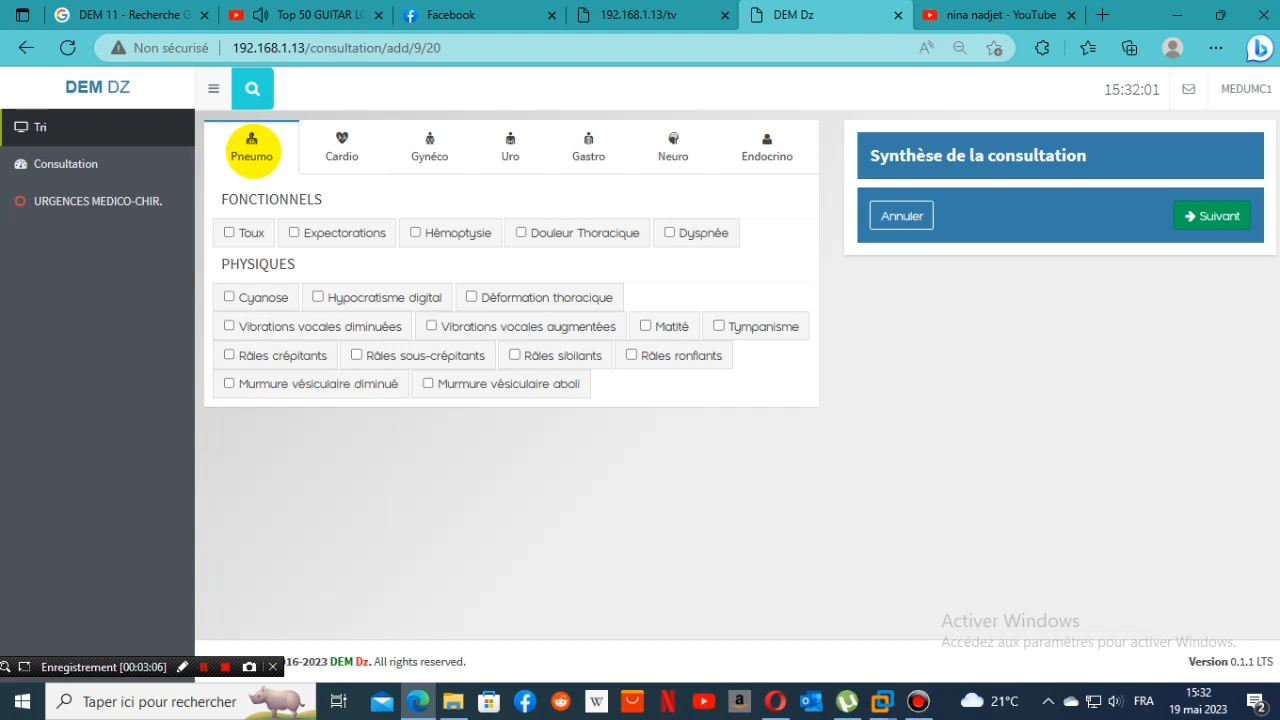 DEM 11 - Recherche G
Top 50 GUITAR LO
Facebook
192.168.1.13/tv
DEM Dz
nina nadjet - YouTube
Non sécurisé
192.168.1.13/consultation/add/9/20
DEM DZ
15:32:01
MEDUMC1
Tri
Consultation
URGENCES MEDICO-CHIR.
Pneumo
Cardio
Gynéco
Uro
Gastro
Neuro
Endocrino
FONCTIONNELS
Toux
Expectorations
Hémoptysie
Douleur Thoracique
Dyspnée
PHYSIQUES
Cyanose
Hypocratisme digital
Déformation thoracique
Vibrations vocales diminuées
Vibrations vocales augmentées
Matité
Tympanisme
Râles crépitants
Râles sous-crépitants
Râles sibilants
Râles ronflants
Murmure vésiculaire diminué
Murmure vésiculaire aboli
Synthèse de la consultation
Annuler
Suivant
Activer Windows
Accédez aux paramètres pour activer Windows.
Enregistrement [00:03:06]
16-2023 DEM Dz. All rights reserved.
Version 0.1.1 LTS
Taper ici pour rechercher
21°C
FRA
15:32
19 mai 2023
2